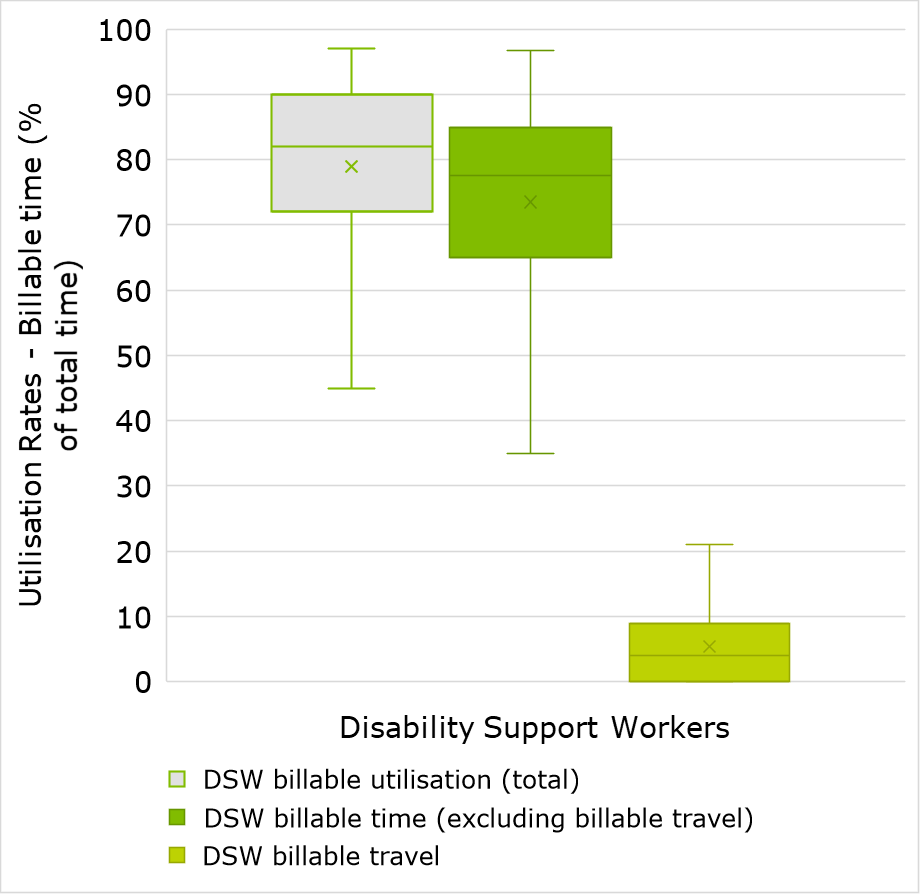 Utilisation Rates - Billable time (%
of total time)
100
90
80
70
60
50
40
30
20
10
0
Disability Support Workers
DSW billable utilisation (total)
DSW billable time (excluding billable travel)
DSW billable travel